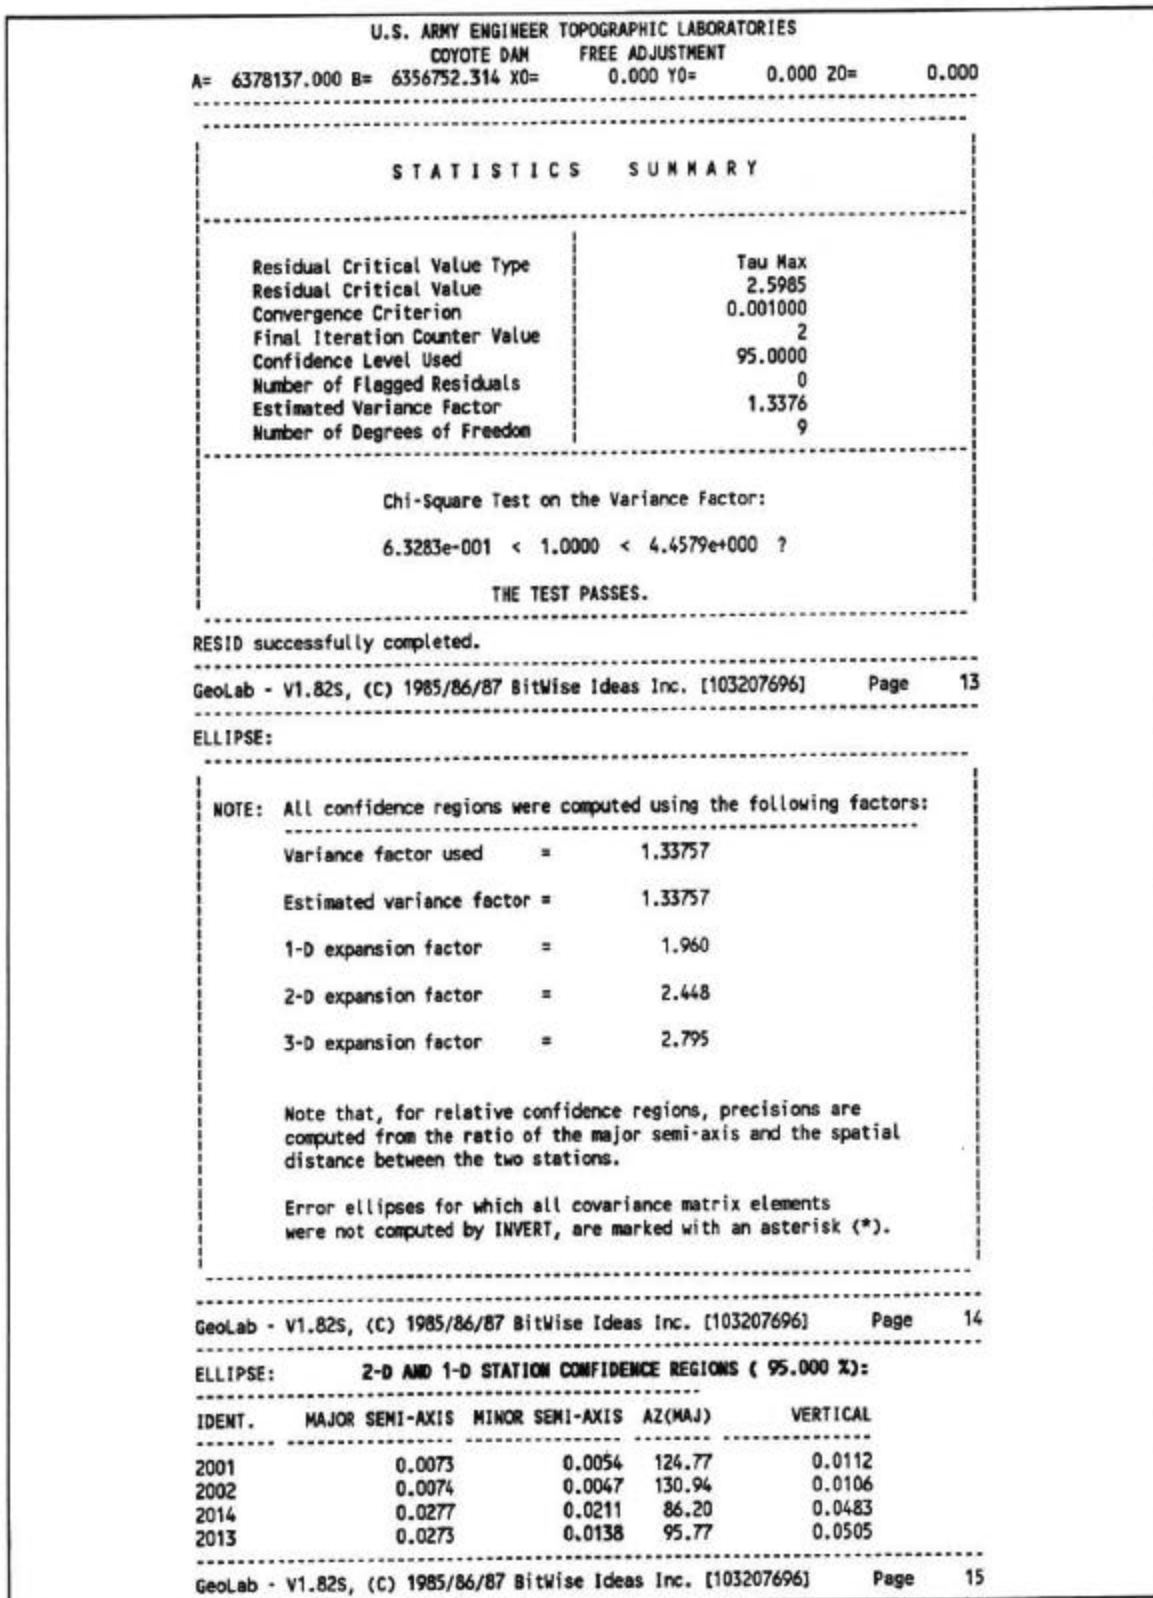 U.S. ARMY ENGINEER TOPOGRAPHIC LABORATORIES
COYOTE DAM FREE ADJUSTMENT
A= 6378137.000 B= 6356752.314 X0= 0.000 Y0= 0.000 Z0= 0.000
STATISTICS SUMMARY
Residual Critical Value Type Tau Max
Residual Critical Value 2.5985
Convergence Criterion 0.001000
Final Iteration Counter Value 2
Confidence Level Used 95.0000
Number of Flagged Residuals 0
Estimated Variance Factor 1.3376
Number of Degrees of Freedom 9
Chi-Square Test on the Variance Factor:
6.3283e-001 < 1.0000 < 4.4579e+000 ?
THE TEST PASSES.
RESID successfully completed.
GeoLab - V1.82S, (C) 1985/86/87 BitWise Ideas Inc. [103207696] Page 13
ELLIPSE:
NOTE: All confidence regions were computed using the following factors:
Variance factor used = 1.33757
Estimated variance factor = 1.33757
1-D expansion factor = 1.960
2-D expansion factor = 2.448
3-D expansion factor = 2.795
Note that, for relative confidence regions, precisions are
computed from the ratio of the major semi-axis and the spatial
distance between the two stations.
Error ellipses for which all covariance matrix elements
were not computed by INVERT, are marked with an asterisk (*).
GeoLab - V1.82S, (C) 1985/86/87 BitWise Ideas Inc. [103207696] Page 14
ELLIPSE: 2-D AND 1-D STATION CONFIDENCE REGIONS ( 95.000 %):
IDENT. MAJOR SEMI-AXIS MINOR SEMI-AXIS AZ(MAJ) VERTICAL
2001 0.0073 0.0054 124.77 0.0112
2002 0.0074 0.0047 130.94 0.0106
2014 0.0277 0.0211 86.20 0.0483
2013 0.0273 0.0138 95.77 0.0505
GeoLab - V1.82S, (C) 1985/86/87 BitWise Ideas Inc. [103207696] Page 15